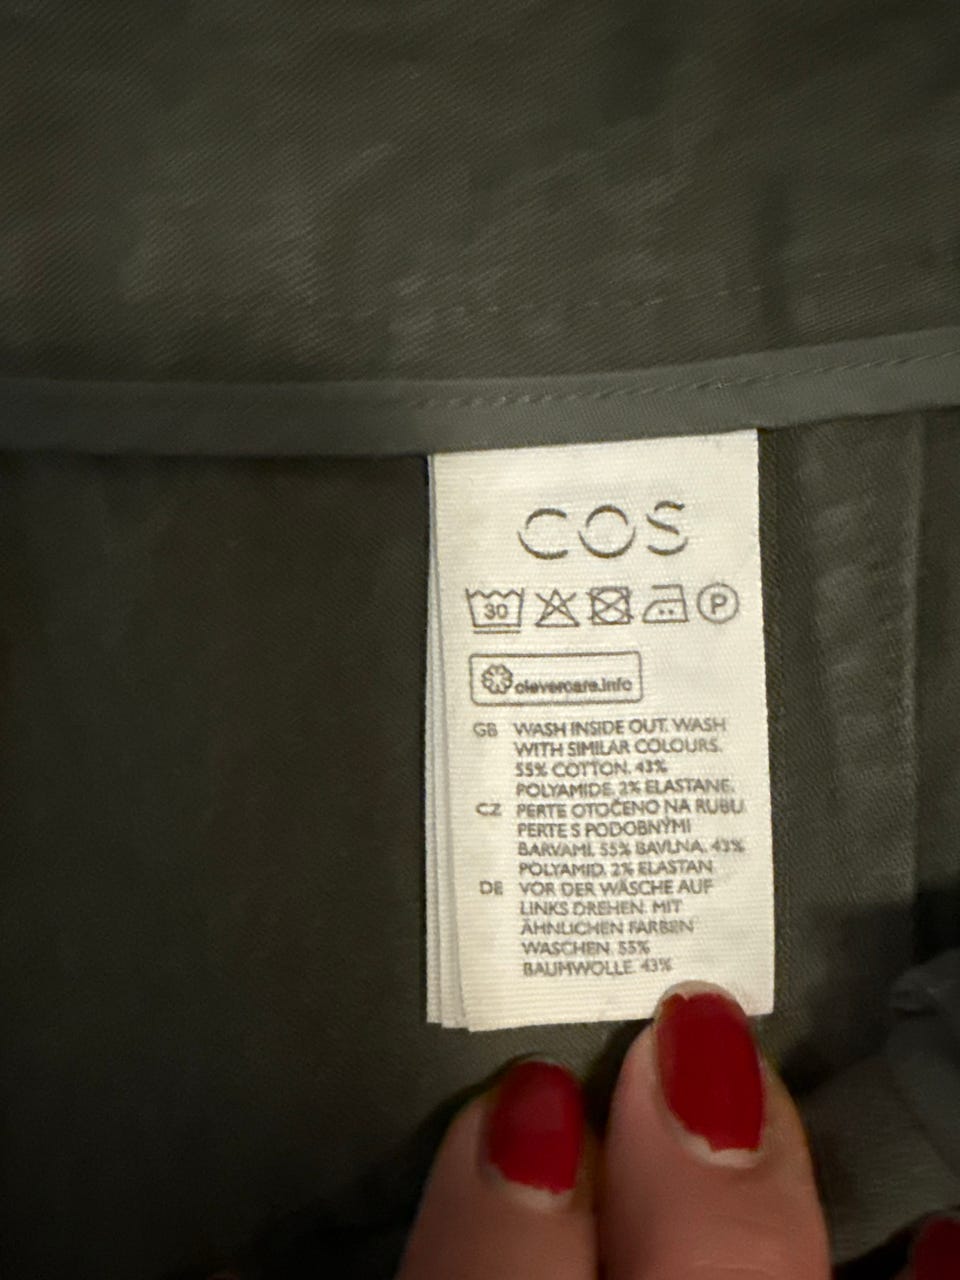 COS
30 P
clevercare.info
GB WASH INSIDE OUT. WASH
WITH SIMILAR COLOURS.
55% COTTON, 43%
POLYAMIDE, 2% ELASTANE.
CZ PERTE OTOČENO NA RUBU
PERTE S PODOBNÝMI
BARVAMI. 55% BAVLNA, 43%
POLYAMID, 2% ELASTAN
DE VOR DER WÄSCHE AUF
LINKS DREHEN. MIT
ÄHNLICHEN FARBEN
WASCHEN. 55%
BAUMWOLLE, 43%